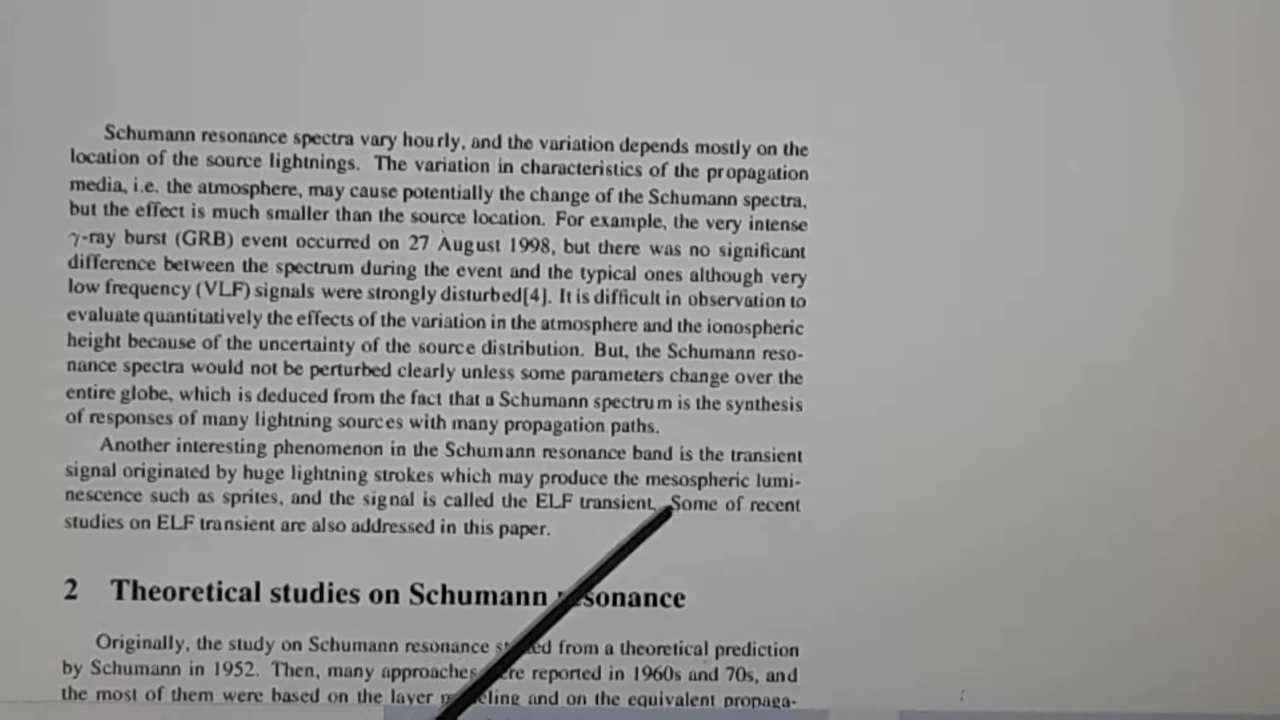 Schumann resonance spectra vary hourly, and the variation depends mostly on the
location of the source lightnings. The variation in characteristics of the propagation
media, i.e. the atmosphere, may cause potentially the change of the Schumann spectra,
but the effect is much smaller than the source location. For example, the very intense
γ-ray burst (GRB) event occurred on 27 August 1998, but there was no significant
difference between the spectrum during the event and the typical ones although very
low frequency (VLF) signals were strongly disturbed[4]. It is difficult in observation to
evaluate quantitatively the effects of the variation in the atmosphere and the ionospheric
height because of the uncertainty of the source distribution. But, the Schumann reso-
nance spectra would not be perturbed clearly unless some parameters change over the
entire globe, which is deduced from the fact that a Schumann spectrum is the synthesis
of responses of many lightning sources with many propagation paths.
Another interesting phenomenon in the Schumann resonance band is the transient
signal originated by huge lightning strokes which may produce the mesospheric lumi-
nescence such as sprites, and the signal is called the ELF transient. Some of recent
studies on ELF transient are also addressed in this paper.
2 Theoretical studies on Schumann resonance
Originally, the study on Schumann resonance from a theoretical prediction
by Schumann in 1952. Then, many approaches reported in 1960s and 70s, and
the most of them were based on the layer and on the equivalent propaga-